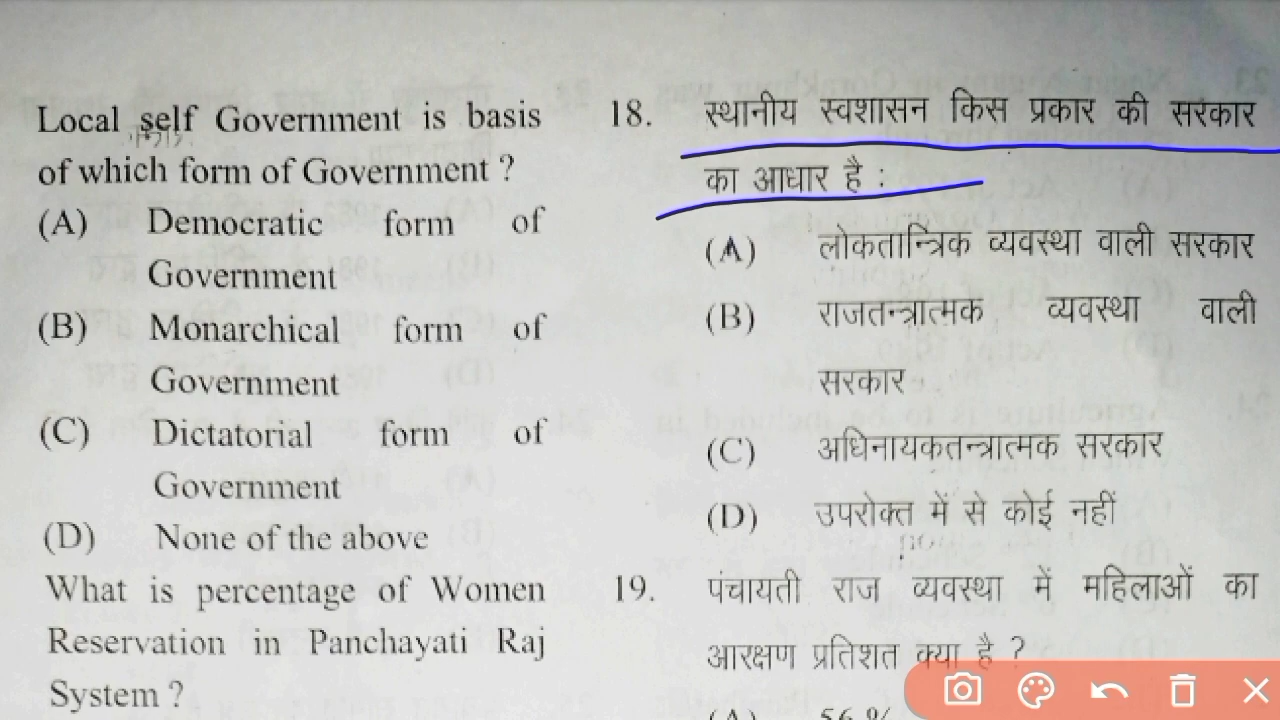 Local self Government is basis
of which form of Government ?
(A) Democratic form of
Government
(B) Monarchical form of
Government
(C) Dictatorial form of
Government
(D) None of the above
What is percentage of Women
Reservation in Panchayati Raj
System ?
18. स्थानीय स्वशासन किस प्रकार की सरकार
का आधार है :
(A) लोकतान्त्रिक व्यवस्था वाली सरकार
(B) राजतन्त्रात्मक व्यवस्था वाली
सरकार
(C) अधिनायकतन्त्रात्मक सरकार
(D) उपरोक्त में से कोई नहीं
19. पंचायती राज व्यवस्था में महिलाओं का
आरक्षण प्रतिशत क्या है ?
(A) 56 %